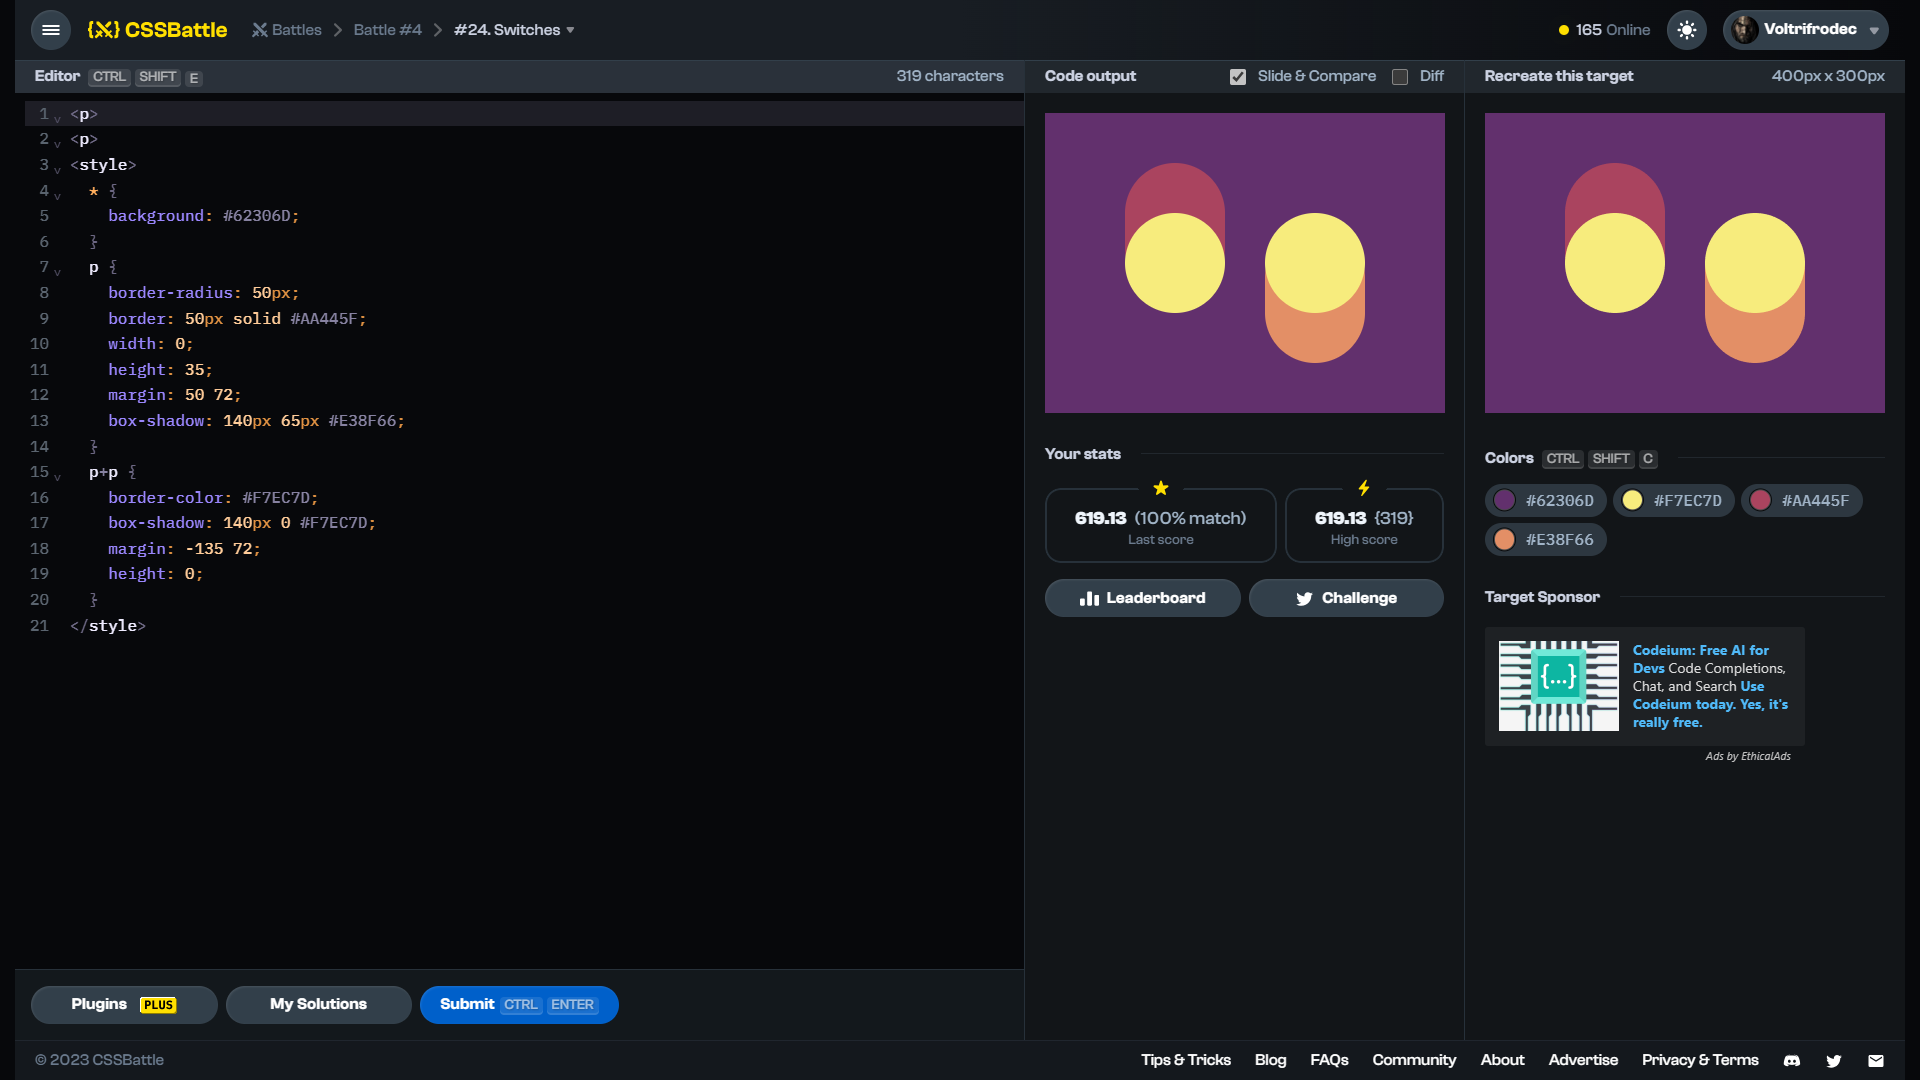 CSSBattle
Battles
Battle #4
#24. Switches
165 Online
Voltrifrodec
Editor CTRL SHIFT E
319 characters
1 <p>
2 <p>
3 <style>
4 * {
5 background: #62306D;
6 }
7 p {
8 border-radius: 50px;
9 border: 50px solid #AA445F;
10 width: 0;
11 height: 35;
12 margin: 50 72;
13 box-shadow: 140px 65px #E38F66;
14 }
15 p+p {
16 border-color: #F7EC7D;
17 box-shadow: 140px 0 #F7EC7D;
18 margin: -135 72;
19 height: 0;
20 }
21 </style>
Plugins PLUS
My Solutions
Submit CTRL ENTER
Code output
Slide & Compare
Diff
Your stats
619.13 (100% match)
Last score
619.13 {319}
High score
Leaderboard
Challenge
Recreate this target
400px x 300px
Colors CTRL SHIFT C
#62306D
#F7EC7D
#AA445F
#E38F66
Target Sponsor
{...}
Codeium: Free AI for
Devs Code Completions,
Chat, and Search Use
Codeium today. Yes, it's
really free.
Ads by EthicalAds
© 2023 CSSBattle
Tips & Tricks
Blog
FAQs
Community
About
Advertise
Privacy & Terms